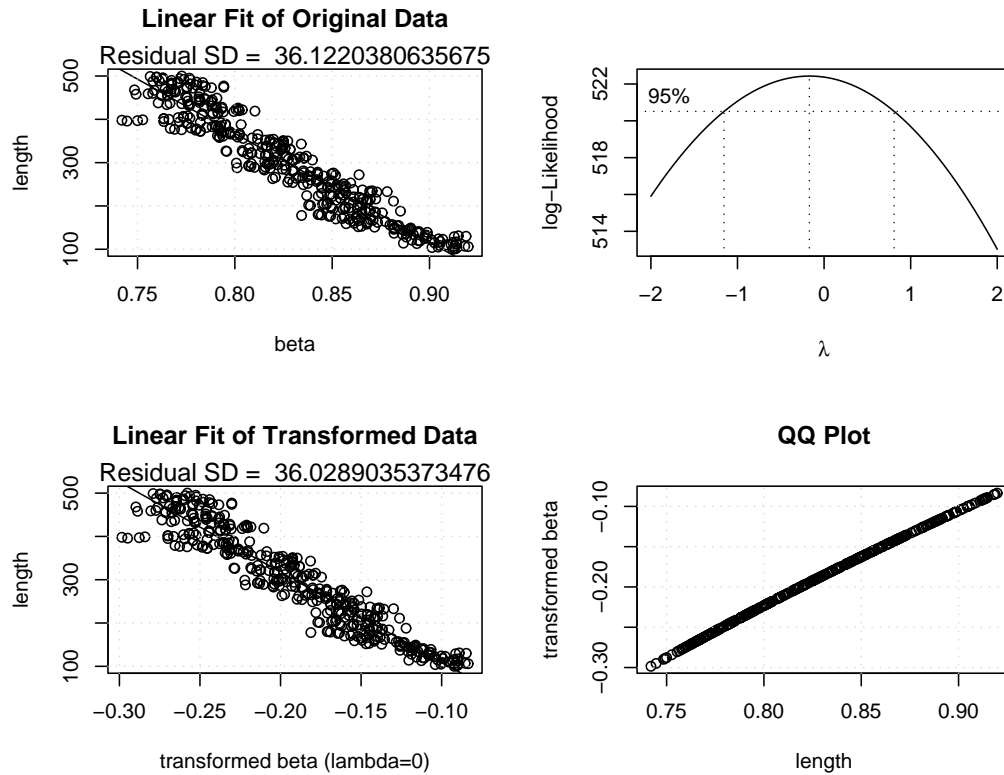 Linear Fit of Original Data
Residual SD = 36.1220380635675
500
300
100
length
0.75 0.80 0.85 0.90
beta
522
518
514
log−Likelihood
95%
−2 −1 0 1 2
λ
Linear Fit of Transformed Data
Residual SD = 36.0289035373476
500
300
100
length
−0.30 −0.25 −0.20 −0.15 −0.10
transformed beta (lambda=0)
QQ Plot
−0.10
−0.20
−0.30
transformed beta
0.75 0.80 0.85 0.90
length